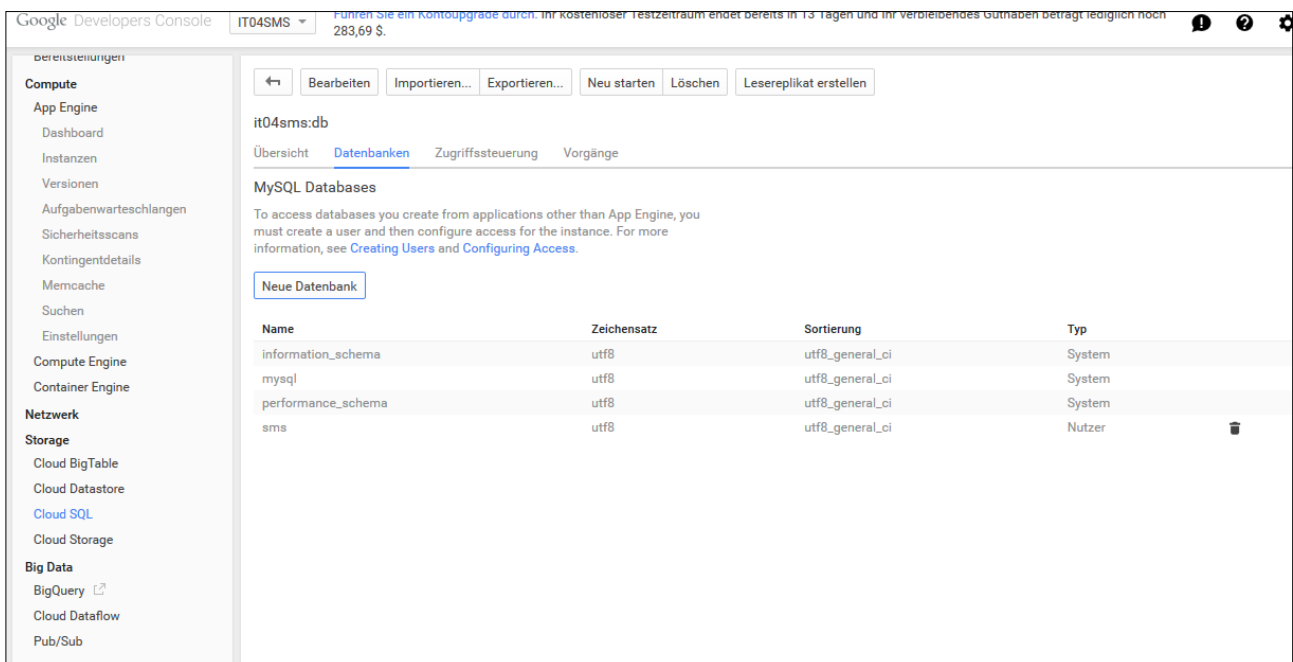 Google Developers Console
IT04SMS
Führen Sie ein Kontoupgrade durch. Ihr kostenloser Testzeitraum endet bereits in 13 Tagen und Ihr verbleibendes Guthaben beträgt lediglich noch
283,69 $.
Bereitstellungen
Compute
App Engine
Dashboard
Instanzen
Versionen
Aufgabenwarteschlangen
Sicherheitsscans
Kontingentdetails
Memcache
Suchen
Einstellungen
Compute Engine
Container Engine
Netzwerk
Storage
Cloud BigTable
Cloud Datastore
Cloud SQL
Cloud Storage
Big Data
BigQuery
Cloud Dataflow
Pub/Sub
Bearbeiten Importieren... Exportieren... Neu starten Löschen Lesereplikat erstellen
it04sms:db
Übersicht Datenbanken Zugriffssteuerung Vorgänge
MySQL Databases
To access databases you create from applications other than App Engine, you
must create a user and then configure access for the instance. For more
information, see Creating Users and Configuring Access.
Neue Datenbank
Name Zeichensatz Sortierung Typ
information_schema utf8 utf8_general_ci System
mysql utf8 utf8_general_ci System
performance_schema utf8 utf8_general_ci System
sms utf8 utf8_general_ci Nutzer